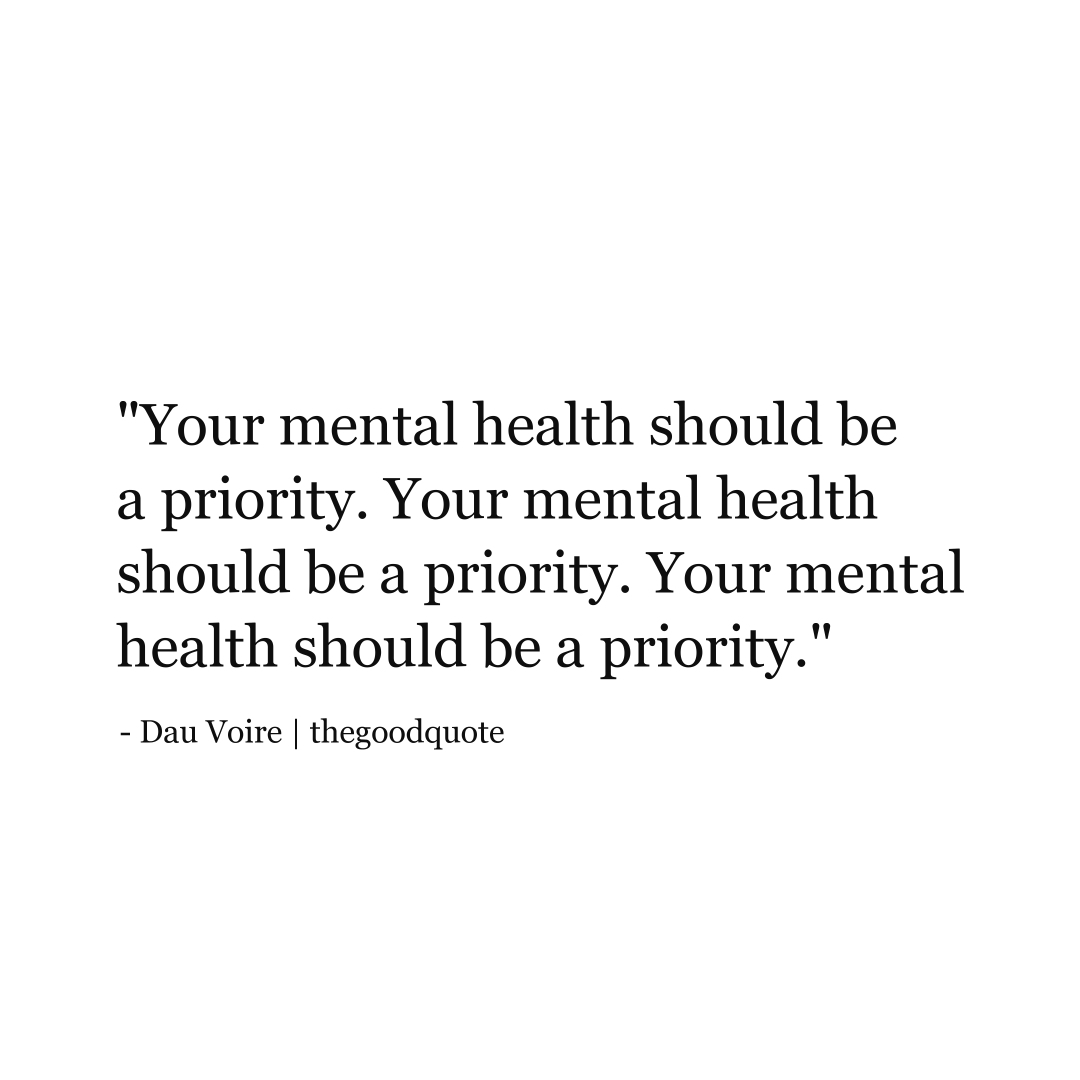 "Your mental health should be
a priority. Your mental health
should be a priority. Your mental
health should be a priority."
- Dau Voire | thegoodquote